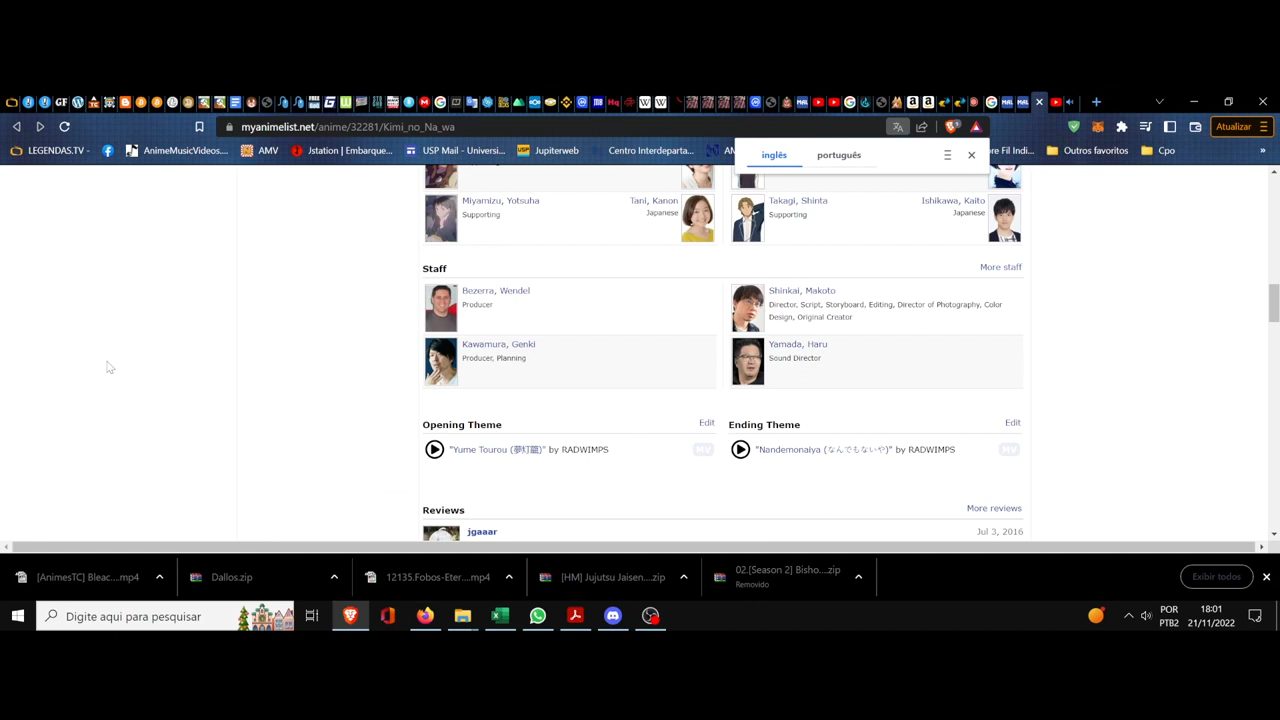 myanimelist.net/anime/32281/Kimi_no_Na_wa
Atualizar
LEGENDAS.TV
AnimeMusicVideos...
AMV
Jstation | Embarque...
USP Mail - Universi...
Jupiterweb
Centro Interdeparta...
AM
inglês
português
re Fil Indi...
Outros favoritos
Cpo
Miyamizu, Yotsuha
Supporting
Tani, Kanon
Japanese
Takagi, Shinta
Supporting
Ishikawa, Kaito
Japanese
Staff
More staff
Bezerra, Wendel
Producer
Shinkai, Makoto
Director, Script, Storyboard, Editing, Director of Photography, Color
Design, Original Creator
Kawamura, Genki
Producer, Planning
Yamada, Haru
Sound Director
Opening Theme
Edit
Ending Theme
Edit
"Yume Tourou (夢灯籠)" by RADWIMPS
MV
"Nandemonaiya (なんでもないや)" by RADWIMPS
MV
Reviews
More reviews
jgaaar
Jul 3, 2016
[AnimesTC] Bleac....mp4
Dallos.zip
12135.Fobos-Eter....mp4
[HM] Jujutsu Jaisen....zip
02.[Season 2] Bisho....zip
Removido
Exibir todos
Digite aqui para pesquisar
POR
PTB2
18:01
21/11/2022